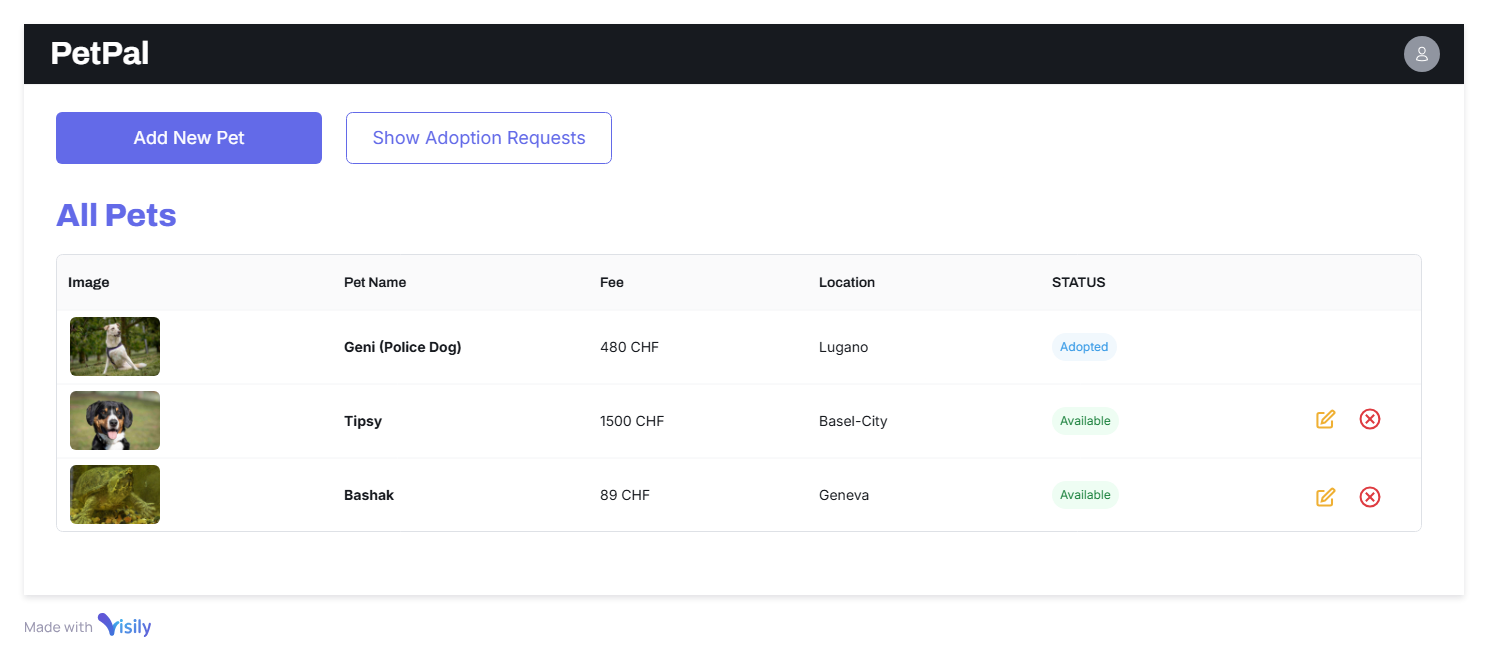 PetPal
Add New Pet
Show Adoption Requests
All Pets
Image Pet Name Fee Location STATUS
Geni (Police Dog) 480 CHF Lugano Adopted
Tipsy 1500 CHF Basel-City Available
Bashak 89 CHF Geneva Available
Made with Visily